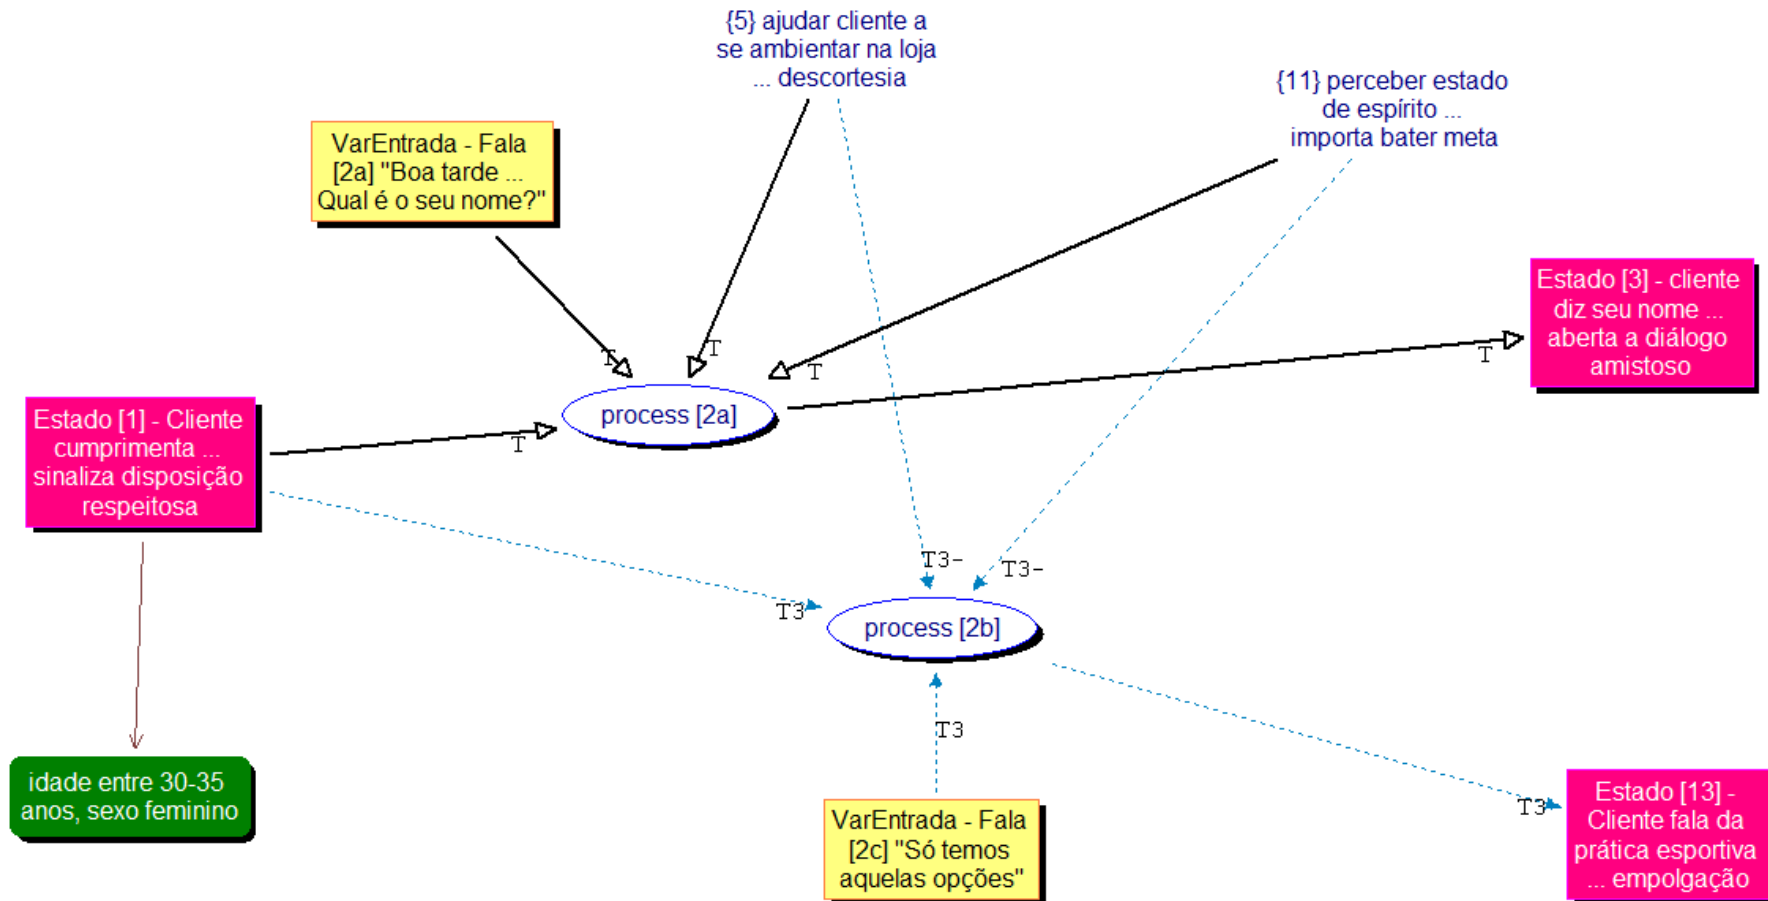 {5} ajudar cliente a
se ambientar na loja
... descortesia
{11} perceber estado
de espírito ...
importa bater meta
VarEntrada - Fala
[2a] "Boa tarde ...
Qual é o seu nome?"
Estado [3] - cliente
diz seu nome ...
aberta a diálogo
amistoso
T
T
T
T
process [2a]
Estado [1] - Cliente
cumprimenta ...
sinaliza disposição
respeitosa
T
T3-
T3-
T3
process [2b]
T3
idade entre 30-35
anos, sexo feminino
VarEntrada - Fala
[2c] "Só temos
aquelas opções"
T3
Estado [13] -
Cliente fala da
prática esportiva
... empolgação